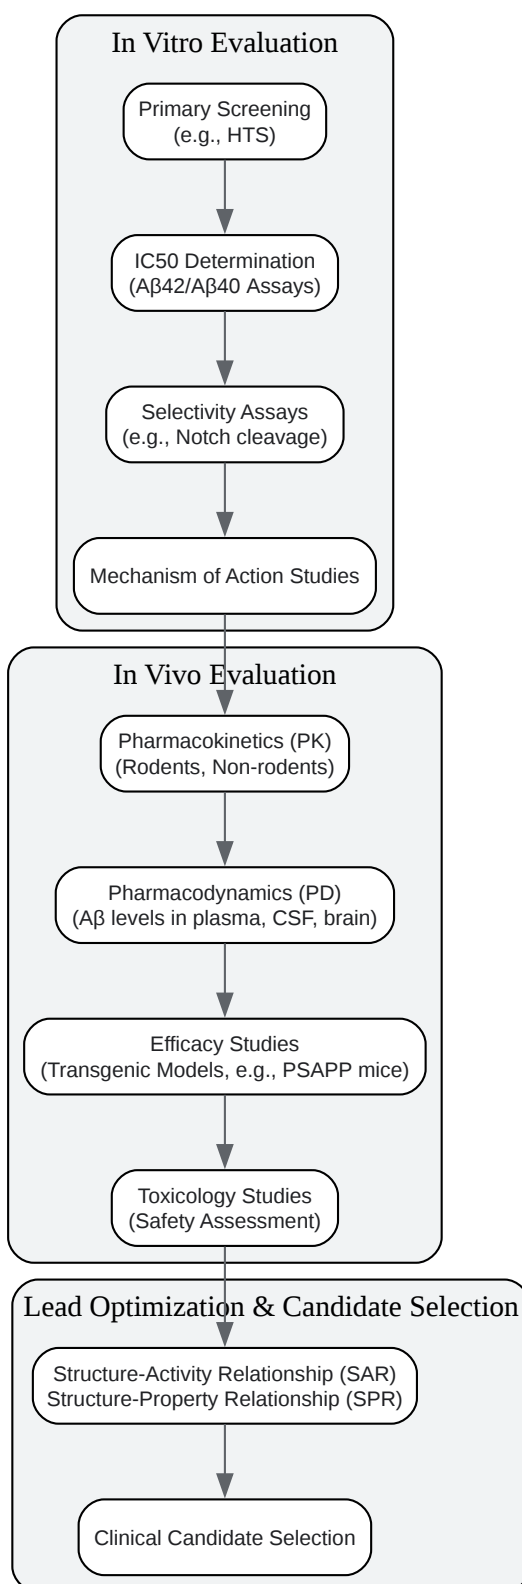 In Vitro Evaluation
Primary Screening
(e.g., HTS)
IC50 Determination
(Aβ42/Aβ40 Assays)
Selectivity Assays
(e.g., Notch cleavage)
Mechanism of Action Studies
In Vivo Evaluation
Pharmacokinetics (PK)
(Rodents, Non-rodents)
Pharmacodynamics (PD)
(Aβ levels in plasma, CSF, brain)
Efficacy Studies
(Transgenic Models, e.g., PSAPP mice)
Toxicology Studies
(Safety Assessment)
Lead Optimization & Candidate Selection
Structure-Activity Relationship (SAR)
Structure-Property Relationship (SPR)
Clinical Candidate Selection